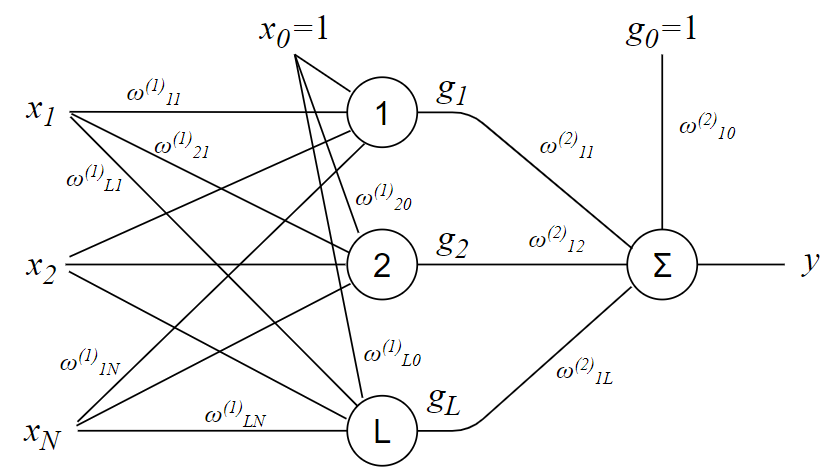 x₀=1
g₀=1
x₁
ω⁽¹⁾₁₁
1
g₁
ω⁽²⁾₁₁
ω⁽²⁾₁₀
ω⁽¹⁾₂₁
ω⁽¹⁾L1
ω⁽¹⁾₂₀
x₂
2
g₂
ω⁽²⁾₁₂
Σ
y
ω⁽¹⁾1N
ω⁽¹⁾L0
ω⁽²⁾1L
xN
ω⁽¹⁾LN
L
gL